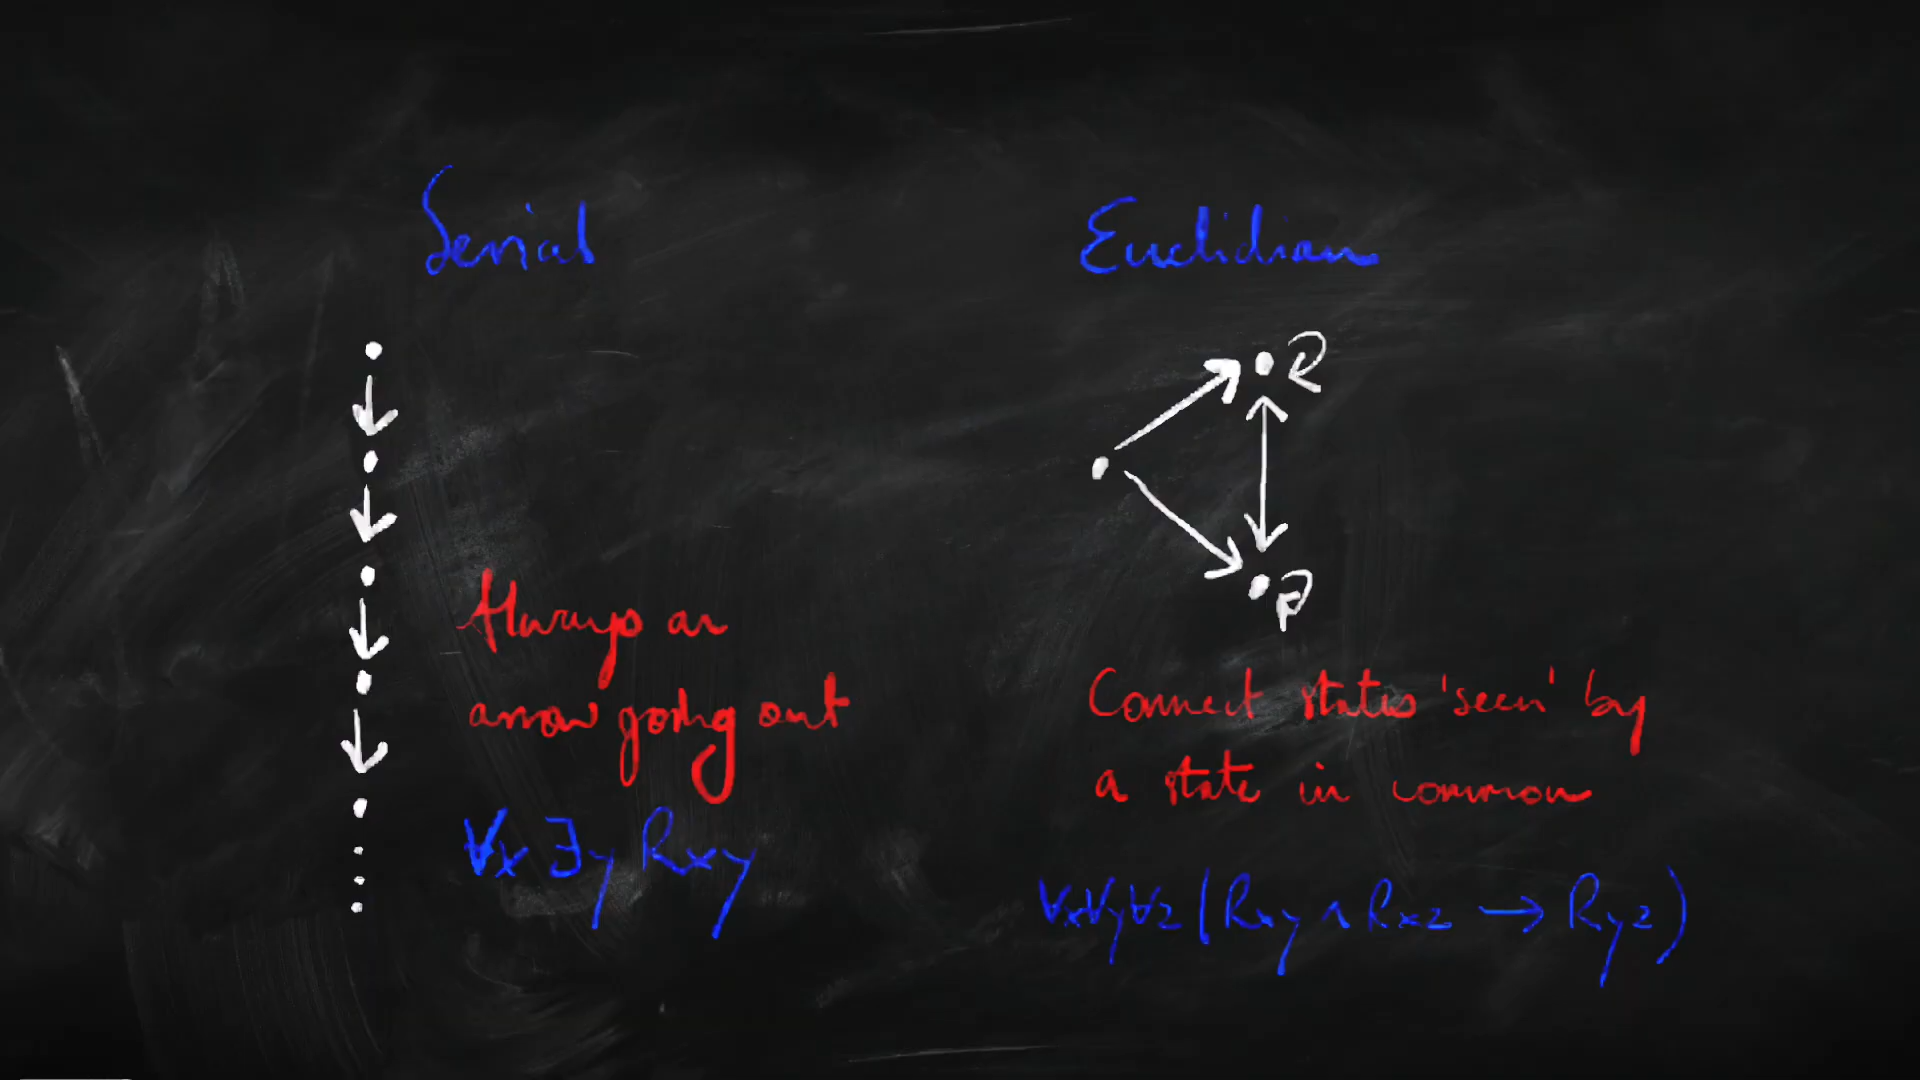 Serial
Euclidian
Always an
arrow going out
∀x ∃y Rxy
Connect states 'seen' by
a state in common
∀x∀y∀z (Rxy ∧ Rxz → Ryz)